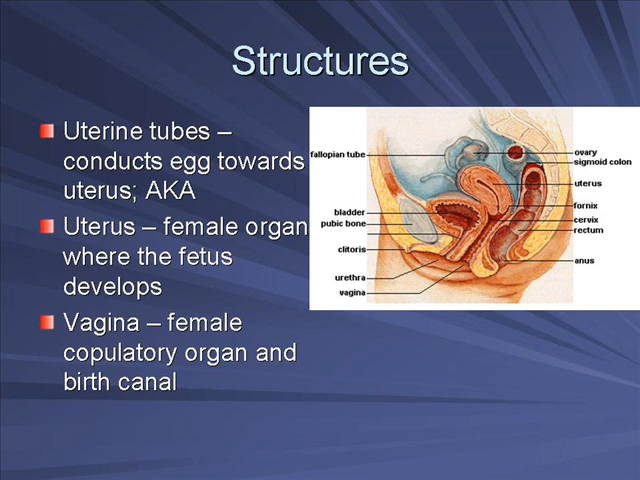 Structures
Uterine tubes –
conducts egg towards
uterus; AKA
Uterus – female organ
where the fetus
develops
Vagina – female
copulatory organ and
birth canal
fallopian tube
bladder
pubic bone
clitoris
urethra
vagina
ovary
sigmoid colon
uterus
fornix
cervix
rectum
anus